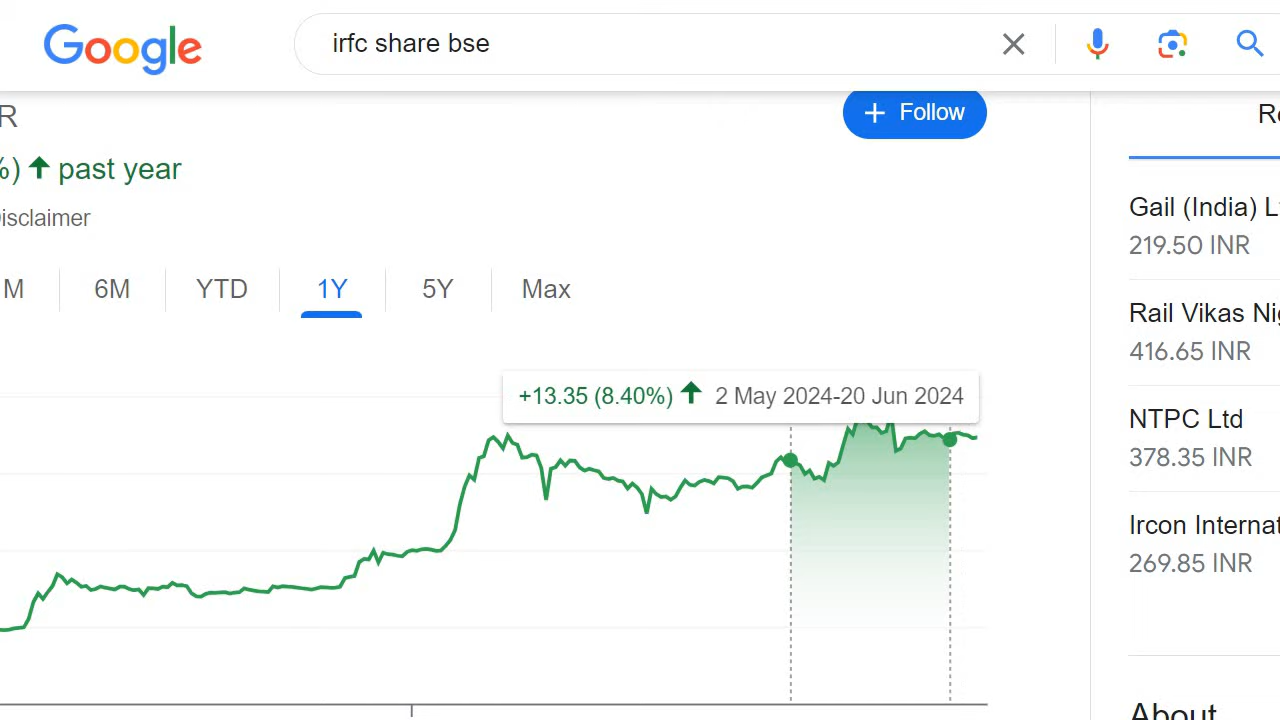 Google
irfc share bse
R
Follow
%) past year
isclaimer
M
6M
YTD
1Y
5Y
Max
+13.35 (8.40%) 2 May 2024-20 Jun 2024
Gail (India) L
219.50 INR
Rail Vikas Ni
416.65 INR
NTPC Ltd
378.35 INR
Ircon Internat
269.85 INR
About